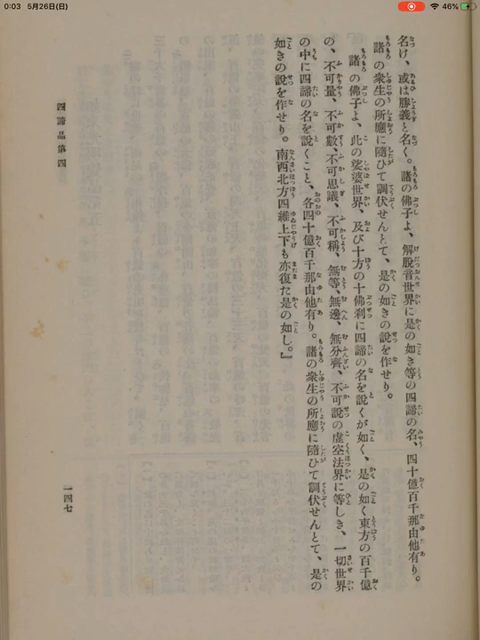 0:03 5月26日(日) 46%
名け、或は勝義と名く。諸の佛子よ、解脫音世界に是の如き等の四諦の名、四十億百千那由他有り。
諸の衆生の所應に隨ひて調伏せんとて、是の如きの說を作せり。
諸の佛子よ、此の娑婆世界、及び十方の十佛刹に四諦の名を說くが如く、是の如く東方の百千億
の、不可量、不可數、不可思議、不可稱、無等、無邊、無分齊、不可說の虛空法界に等しき、一切世界
の中に四諦の名を說くこと、各四十億百千那由他有り。諸の衆生の所應に隨ひて調伏せんとて、是の
如きの說を作せり。南西北方四維上下も亦復た是の如し。』
四諦品第四
一四七